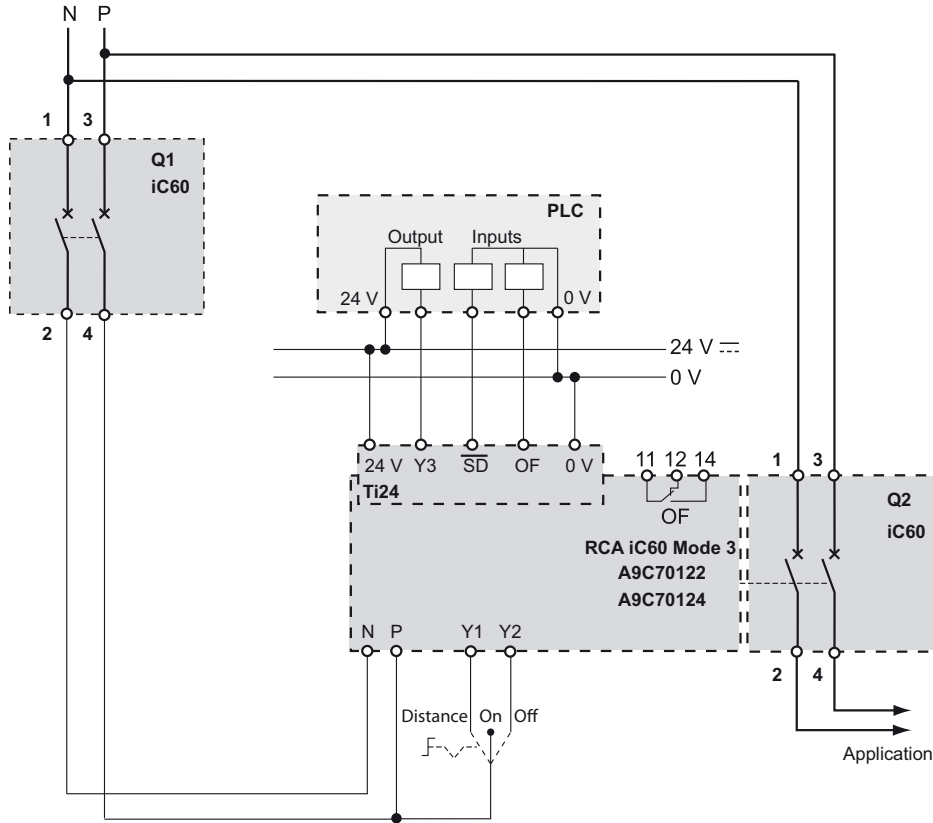 N P
1 3
Q1
iC60
2 4
PLC
Output Inputs
24 V 0 V
24 V ⎓
0 V
24 V Y3 S̅D̅ OF 0 V
Ti24
11 12 14
OF
RCA iC60 Mode 3
A9C70122
A9C70124
1 3
Q2
iC60
2 4
N P Y1 Y2
Distance On Off
Application